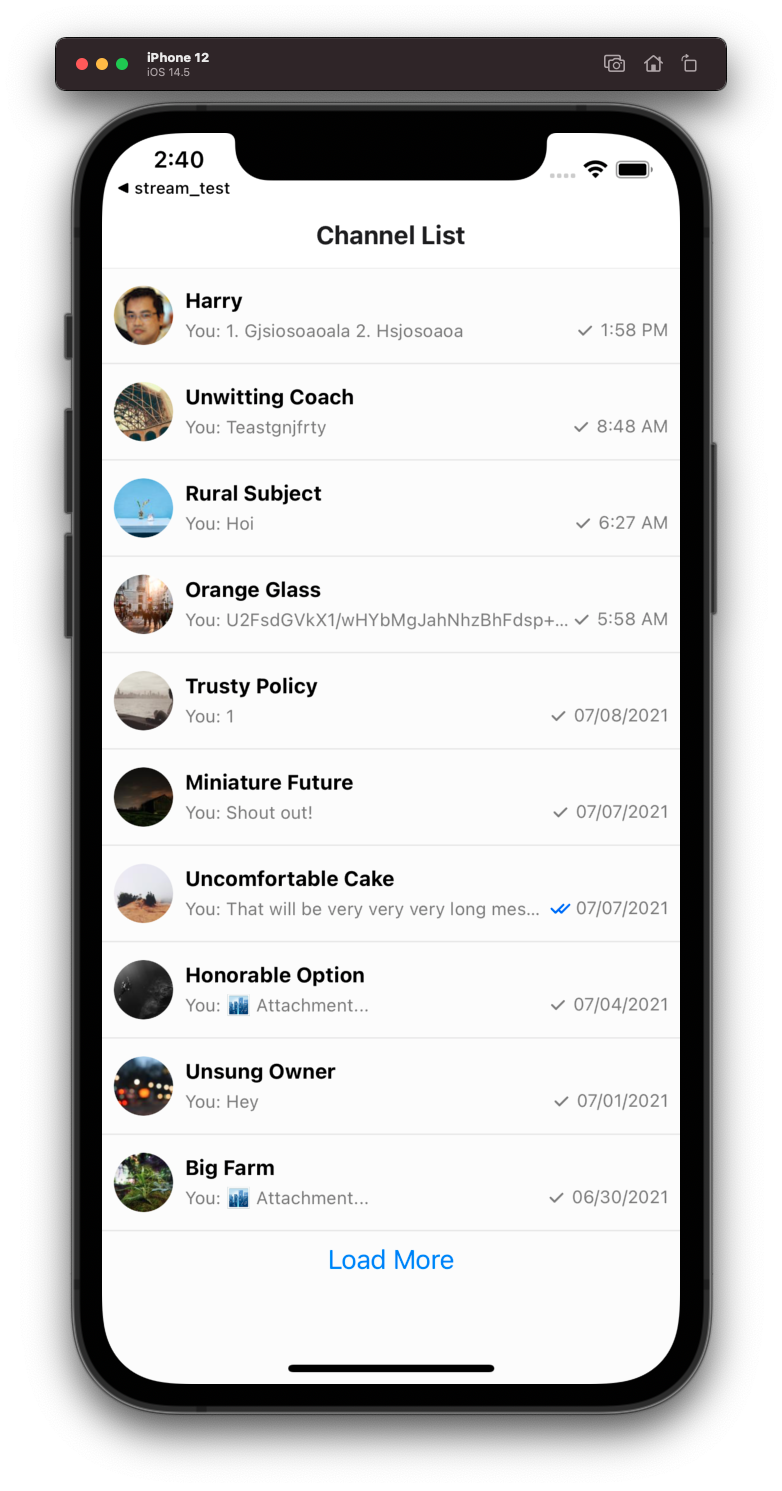 iPhone 12
iOS 14.5
2:40
◀ stream_test
Channel List
Harry
You: 1. Gjsiosoaoala 2. Hsjosoaoa 1:58 PM
Unwitting Coach
You: Teastgnjfrty 8:48 AM
Rural Subject
You: Hoi 6:27 AM
Orange Glass
You: U2FsdGVkX1/wHYbMgJahNhzBhFdsp+... 5:58 AM
Trusty Policy
You: 1 07/08/2021
Miniature Future
You: Shout out! 07/07/2021
Uncomfortable Cake
You: That will be very very very long mes... 07/07/2021
Honorable Option
You: 🏙 Attachment... 07/04/2021
Unsung Owner
You: Hey 07/01/2021
Big Farm
You: 🏙 Attachment... 06/30/2021
Load More